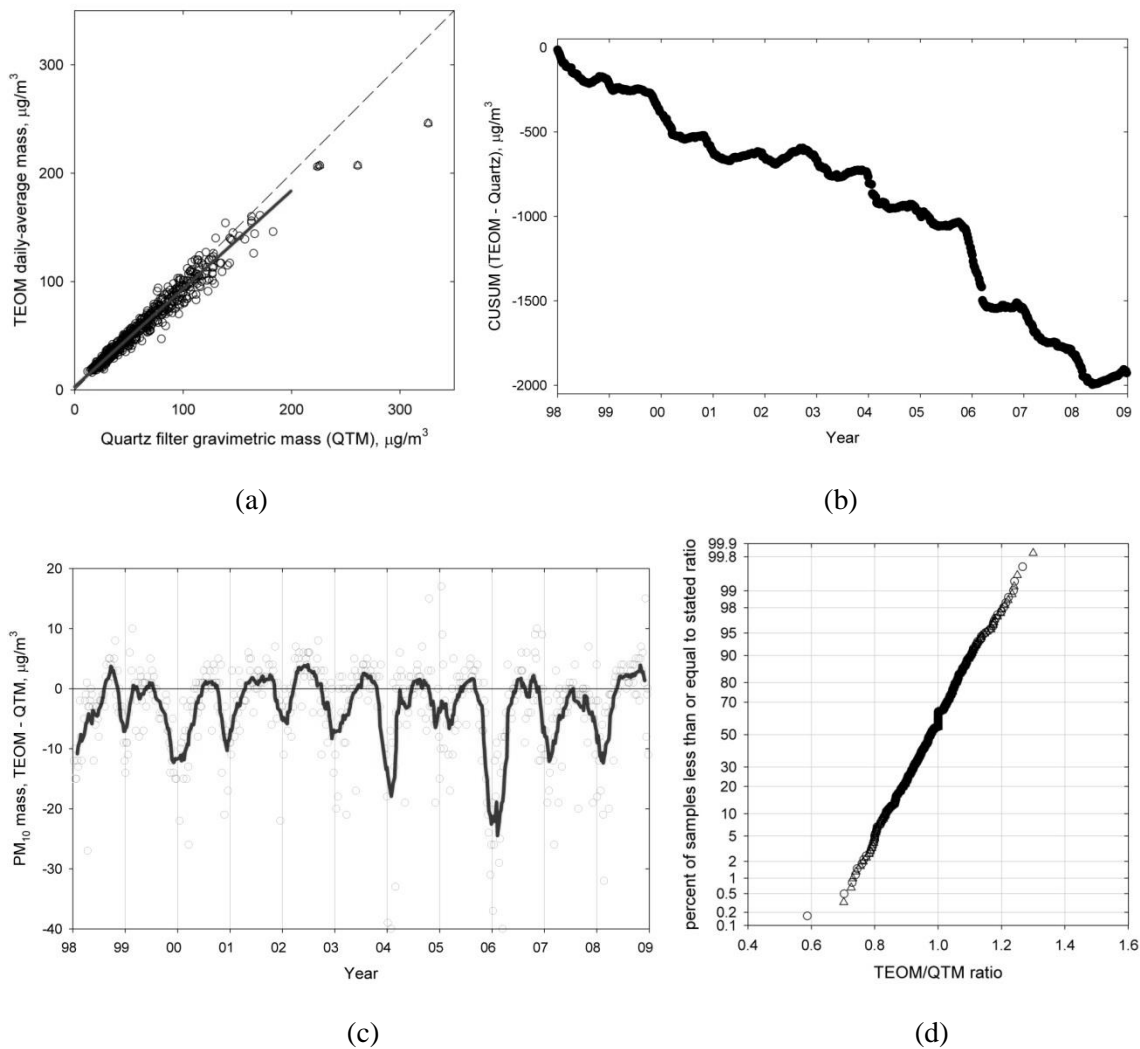 TEOM daily-average mass, μg/m³
300
200
100
0
0 100 200 300
Quartz filter gravimetric mass (QTM), μg/m³
(a)
CUSUM (TEOM - Quartz), μg/m³
0
-500
-1000
-1500
-2000
98 99 00 01 02 03 04 05 06 07 08 09
Year
(b)
PM₁₀ mass, TEOM - QTM, μg/m³
20
10
0
-10
-20
-30
-40
98 99 00 01 02 03 04 05 06 07 08 09
Year
(c)
percent of samples less than or equal to stated ratio
99.9
99.8
99
98
95
90
80
70
50
30
20
10
5
2
1
0.5
0.2
0.1
0.4 0.6 0.8 1.0 1.2 1.4 1.6
TEOM/QTM ratio
(d)